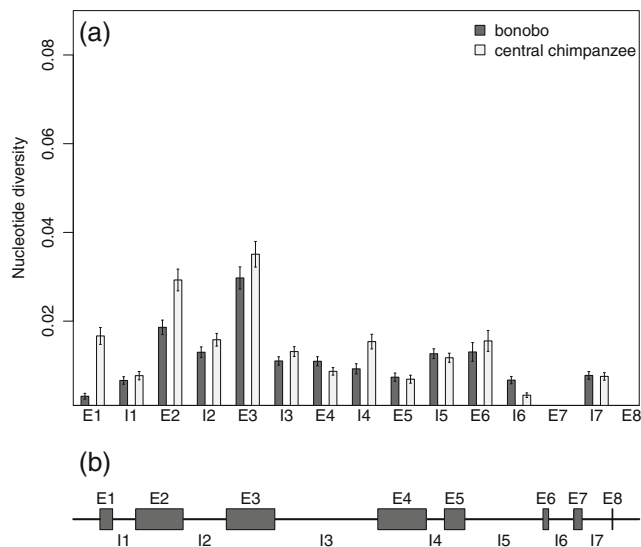 (a)
bonobo
central chimpanzee
Nucleotide diversity
0.08
0.06
0.04
0.02
E1 I1 E2 I2 E3 I3 E4 I4 E5 I5 E6 I6 E7 I7 E8
(b)
E1 E2 E3 E4 E5 E6 E7 E8
I1 I2 I3 I4 I5 I6 I7